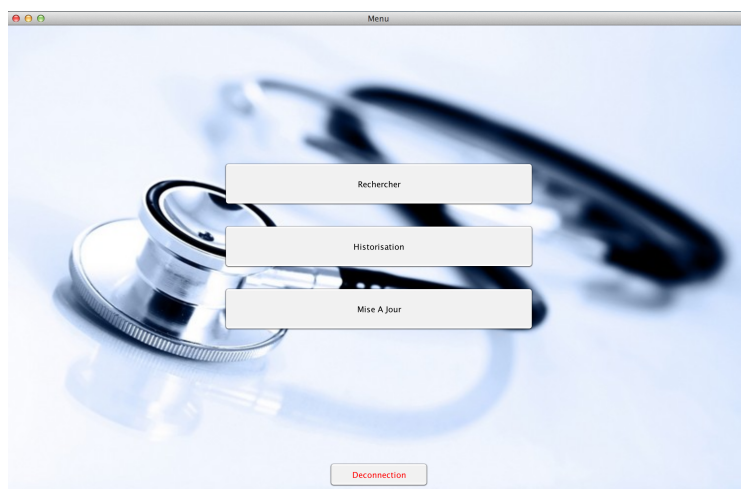 Menu
Rechercher
Historisation
Mise A Jour
Deconnection